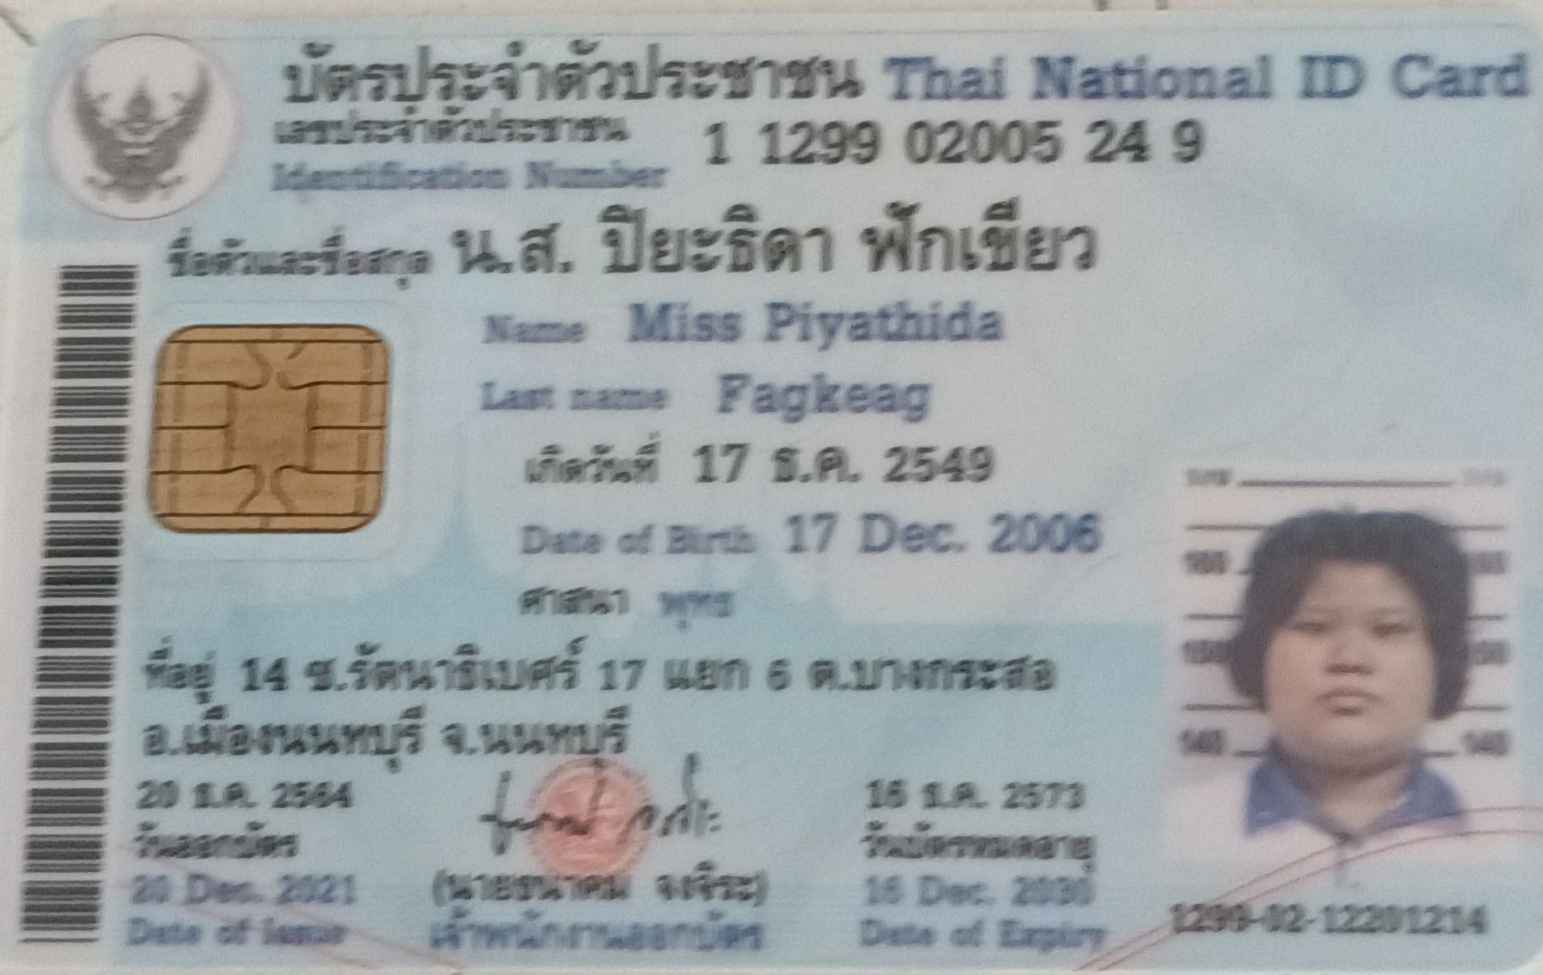 บัตรประจำตัวประชาชน Thai National ID Card
เลขประจำตัวประชาชน 1 1299 02005 24 9
Identification Number
ชื่อตัวและชื่อสกุล น.ส. ปิยะธิดา ฟักเขียว
Name Miss Piyathida
Last name Fagkeag
เกิดวันที่ 17 ธ.ค. 2549
Date of Birth 17 Dec. 2006
ศาสนา พุทธ
ที่อยู่ 14 ซ.รัตนาธิเบศร์ 17 แยก 6 ต.บางกระสอ
อ.เมืองนนทบุรี จ.นนทบุรี
20 ธ.ค. 2564
วันออกบัตร
20 Dec. 2021
Date of Issue
(นายธนาคม จงจิระ)
เจ้าพนักงานออกบัตร
16 ธ.ค. 2573
วันบัตรหมดอายุ
16 Dec. 2030
Date of Expiry
160
150 150
140 140
1299-02-12201214